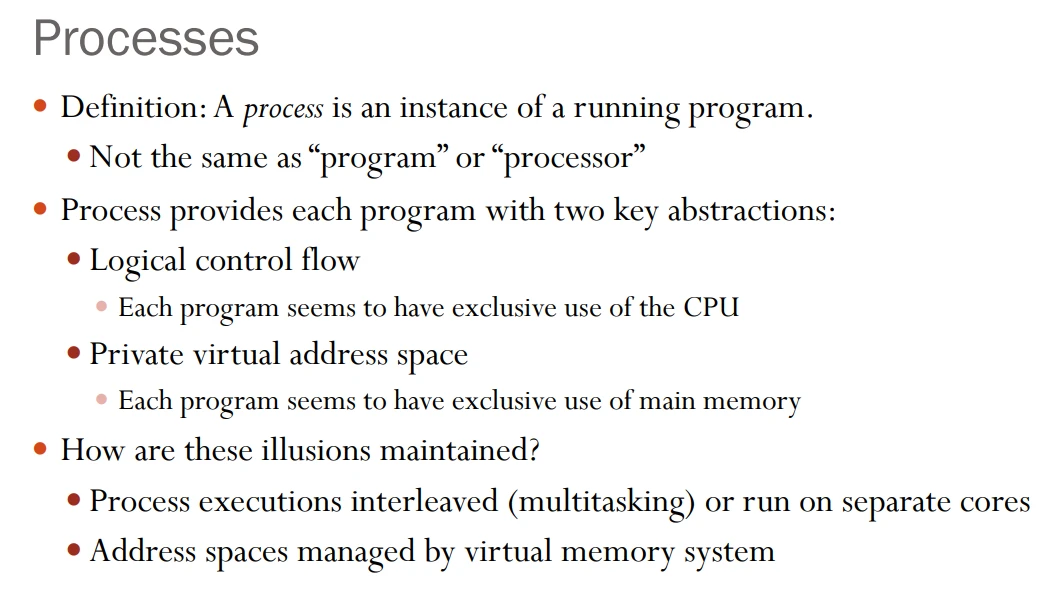 Processes
Definition: A process is an instance of a running program.
Not the same as “program” or “processor”
Process provides each program with two key abstractions:
Logical control flow
Each program seems to have exclusive use of the CPU
Private virtual address space
Each program seems to have exclusive use of main memory
How are these illusions maintained?
Process executions interleaved (multitasking) or run on separate cores
Address spaces managed by virtual memory system